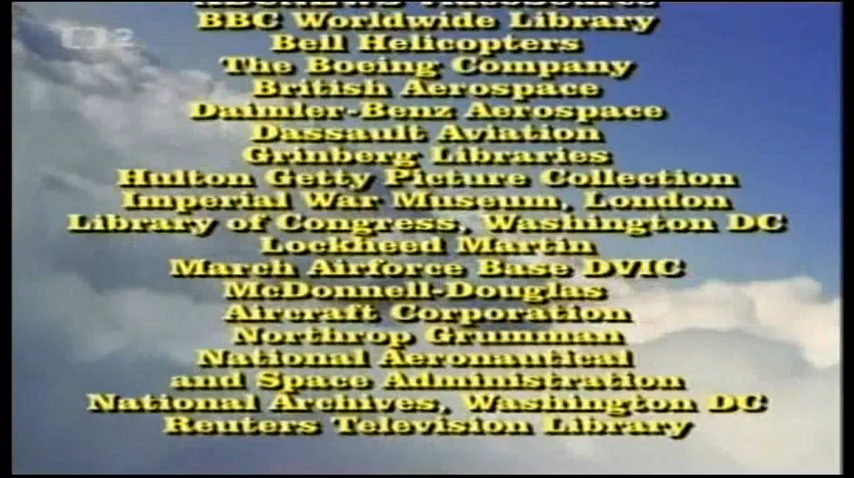 BBC Worldwide Library
Bell Helicopters
The Boeing Company
British Aerospace
Daimler-Benz Aerospace
Dassault Aviation
Grinberg Libraries
Hulton Getty Picture Collection
Imperial War Museum, London
Library of Congress, Washington DC
Lockheed Martin
March Airforce Base DVIC
McDonnell-Douglas
Aircraft Corporation
Northrop Grumman
National Aeronautical
and Space Administration
National Archives, Washington DC
Reuters Television Library